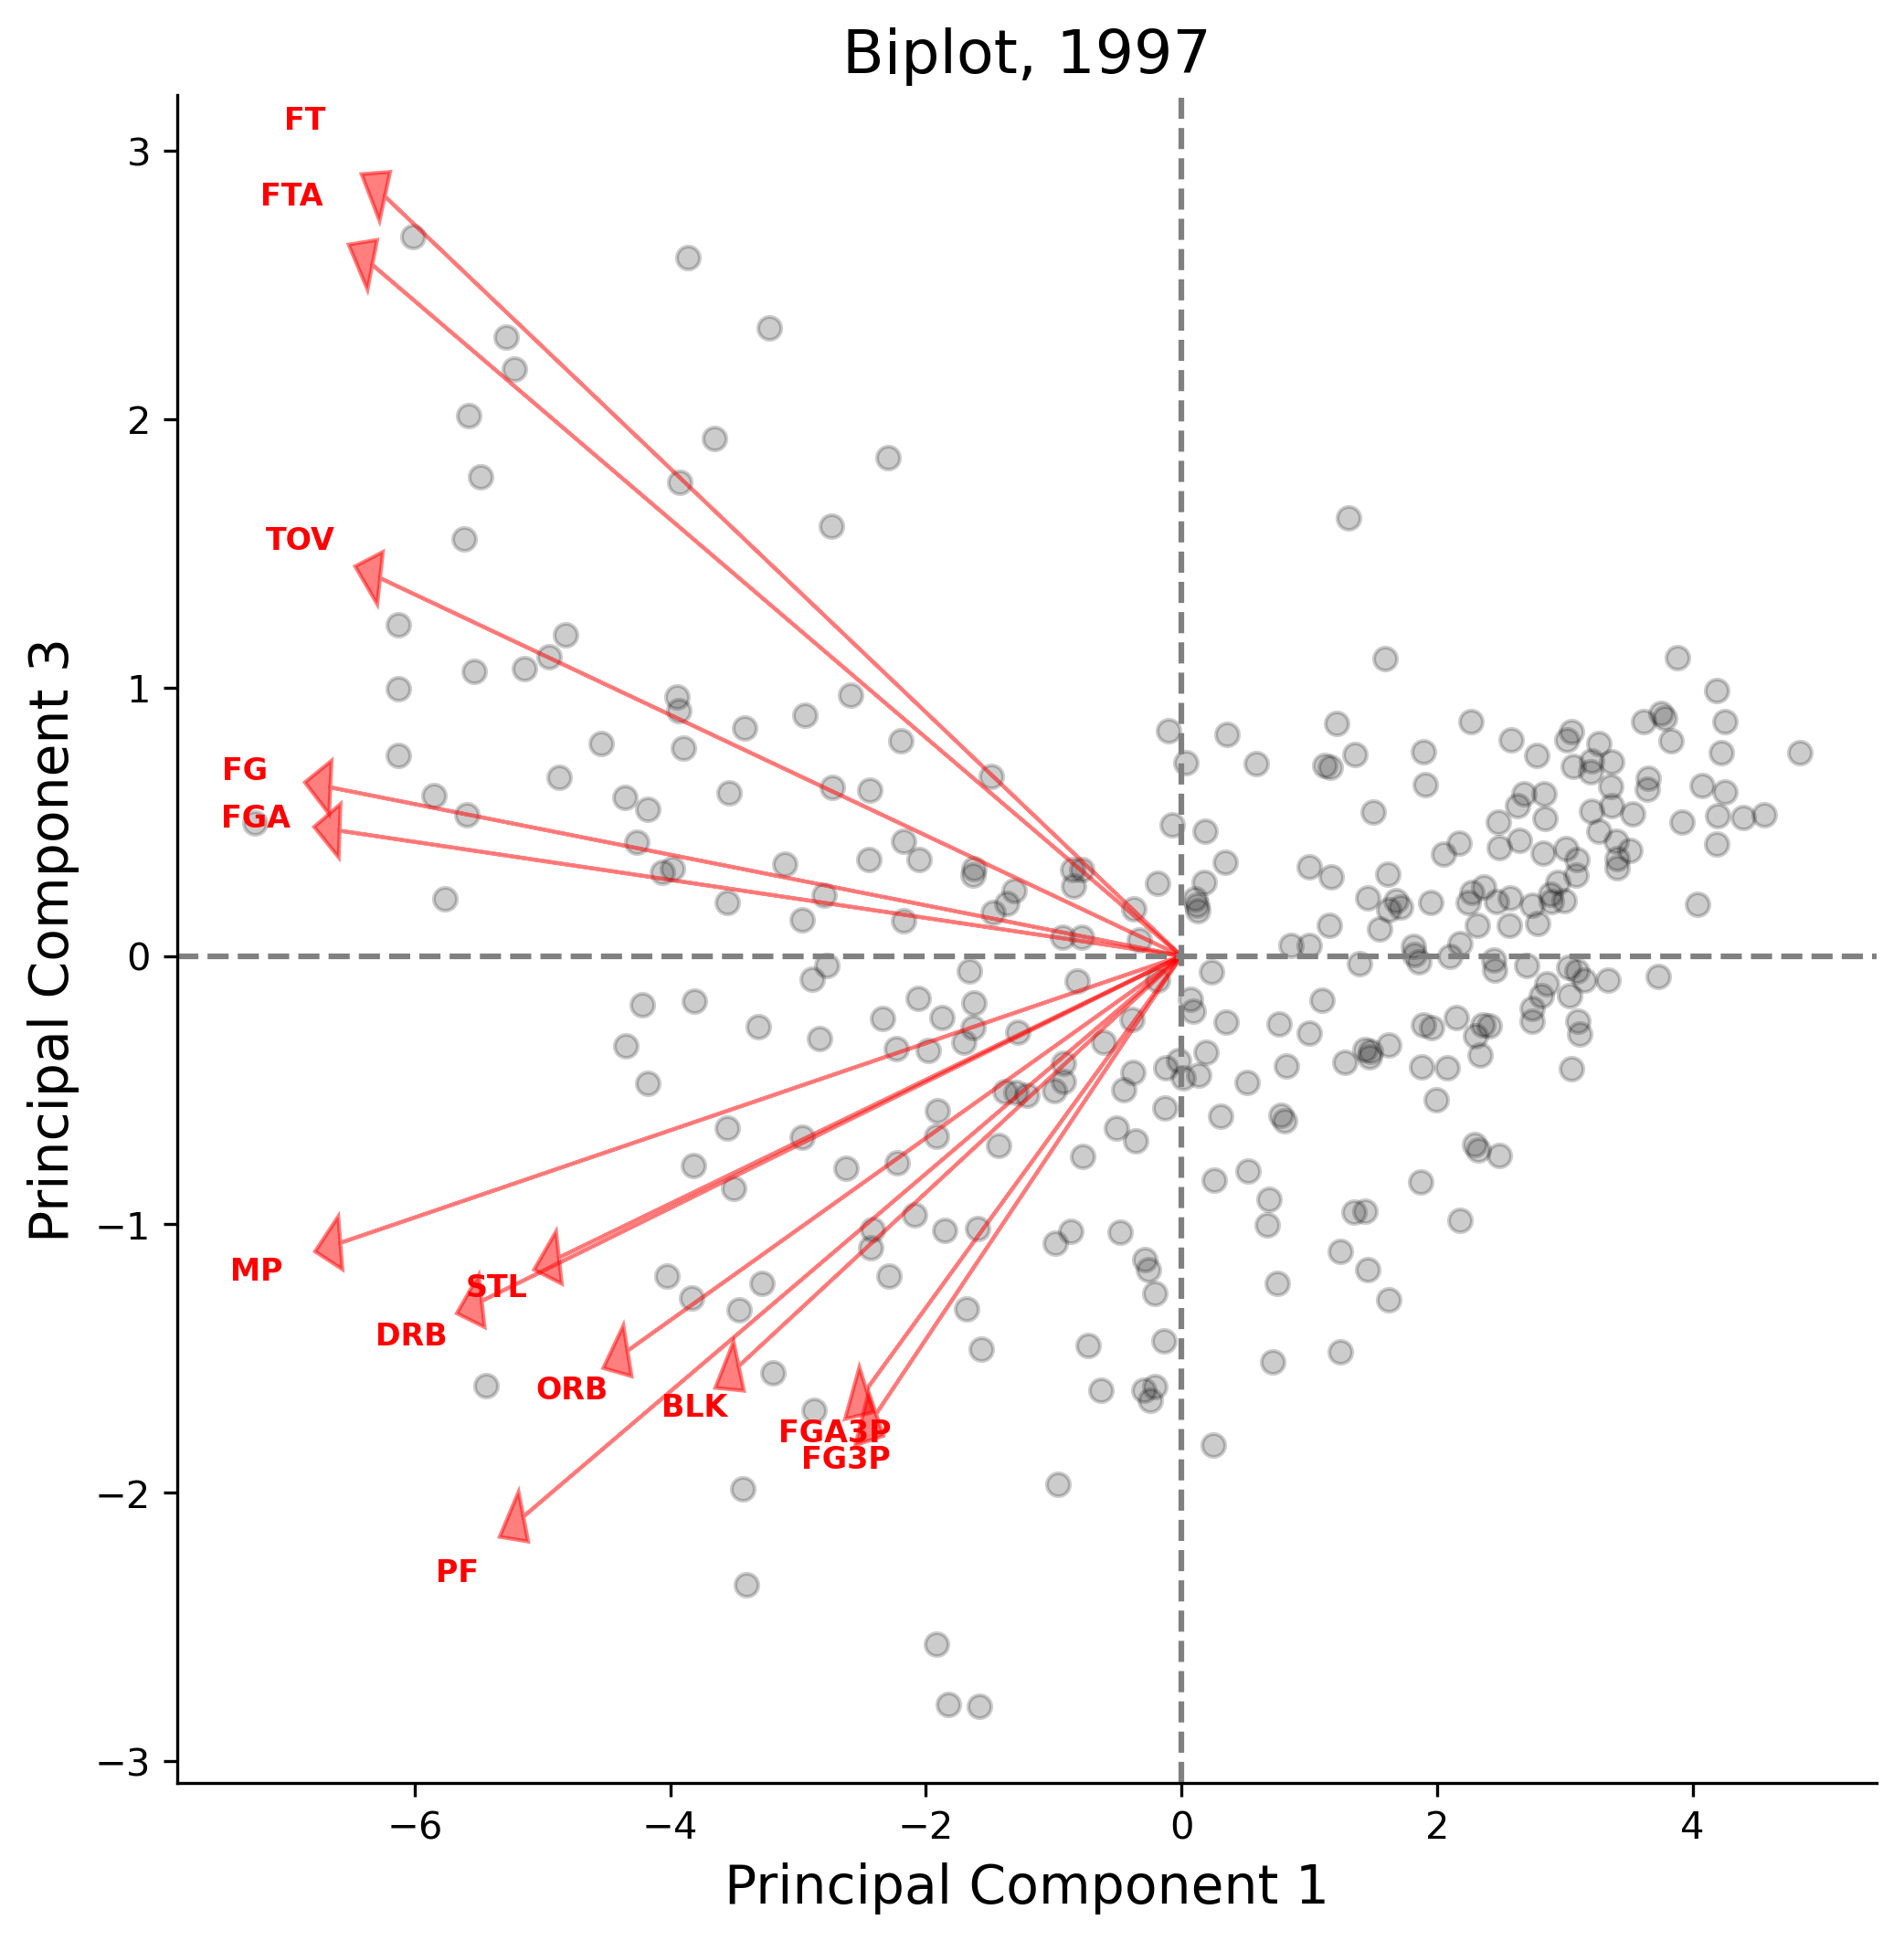 Biplot, 1997
FT
FTA
TOV
FG
FGA
MP
STL
DRB
ORB
BLK
FGA3P
FG3P
PF
3
2
1
0
−1
−2
−3
−6
−4
−2
0
2
4
Principal Component 3
Principal Component 1